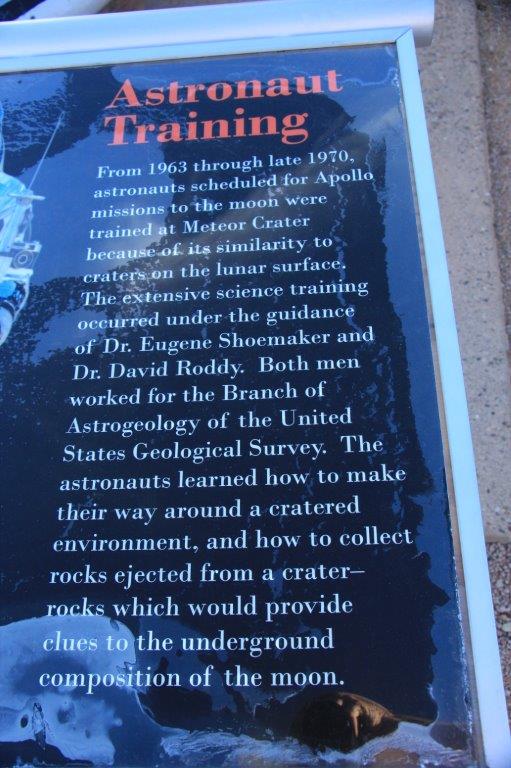 Astronaut
Training
From 1963 through late 1970,
astronauts scheduled for Apollo
missions to the moon were
trained at Meteor Crater
because of its similarity to
craters on the lunar surface.
The extensive science training
occurred under the guidance
of Dr. Eugene Shoemaker and
Dr. David Roddy. Both men
worked for the Branch of
Astrogeology of the United
States Geological Survey. The
astronauts learned how to make
their way around a cratered
environment, and how to collect
rocks ejected from a crater–
rocks which would provide
clues to the underground
composition of the moon.